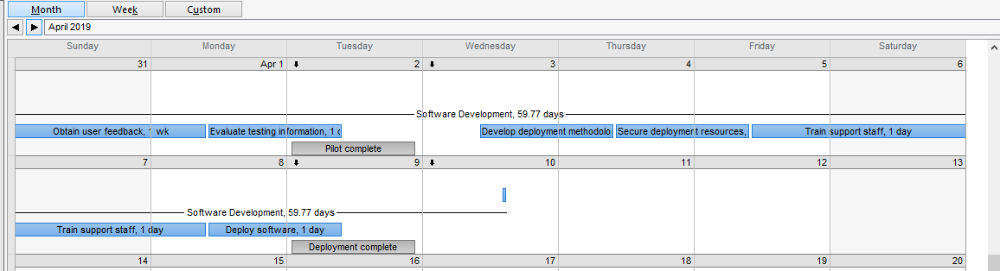 Month Week Custom
April 2019
Sunday Monday Tuesday Wednesday Thursday Friday Saturday
31 Apr 1 2 3 4 5 6
Software Development, 59.77 days
Obtain user feedback, 1 wk Evaluate testing information, 1 d Develop deployment methodolo Secure deployment resources, Train support staff, 1 day
Pilot complete
7 8 9 10 11 12 13
Software Development, 59.77 days
Train support staff, 1 day Deploy software, 1 day
Deployment complete
14 15 16 17 18 19 20